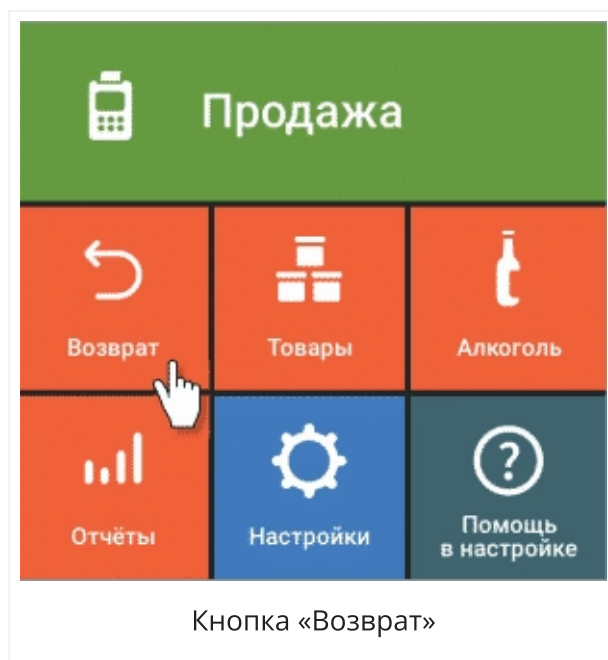 Продажа
Возврат
Товары
Алкоголь
Отчёты
Настройки
Помощь
в настройке
Кнопка «Возврат»